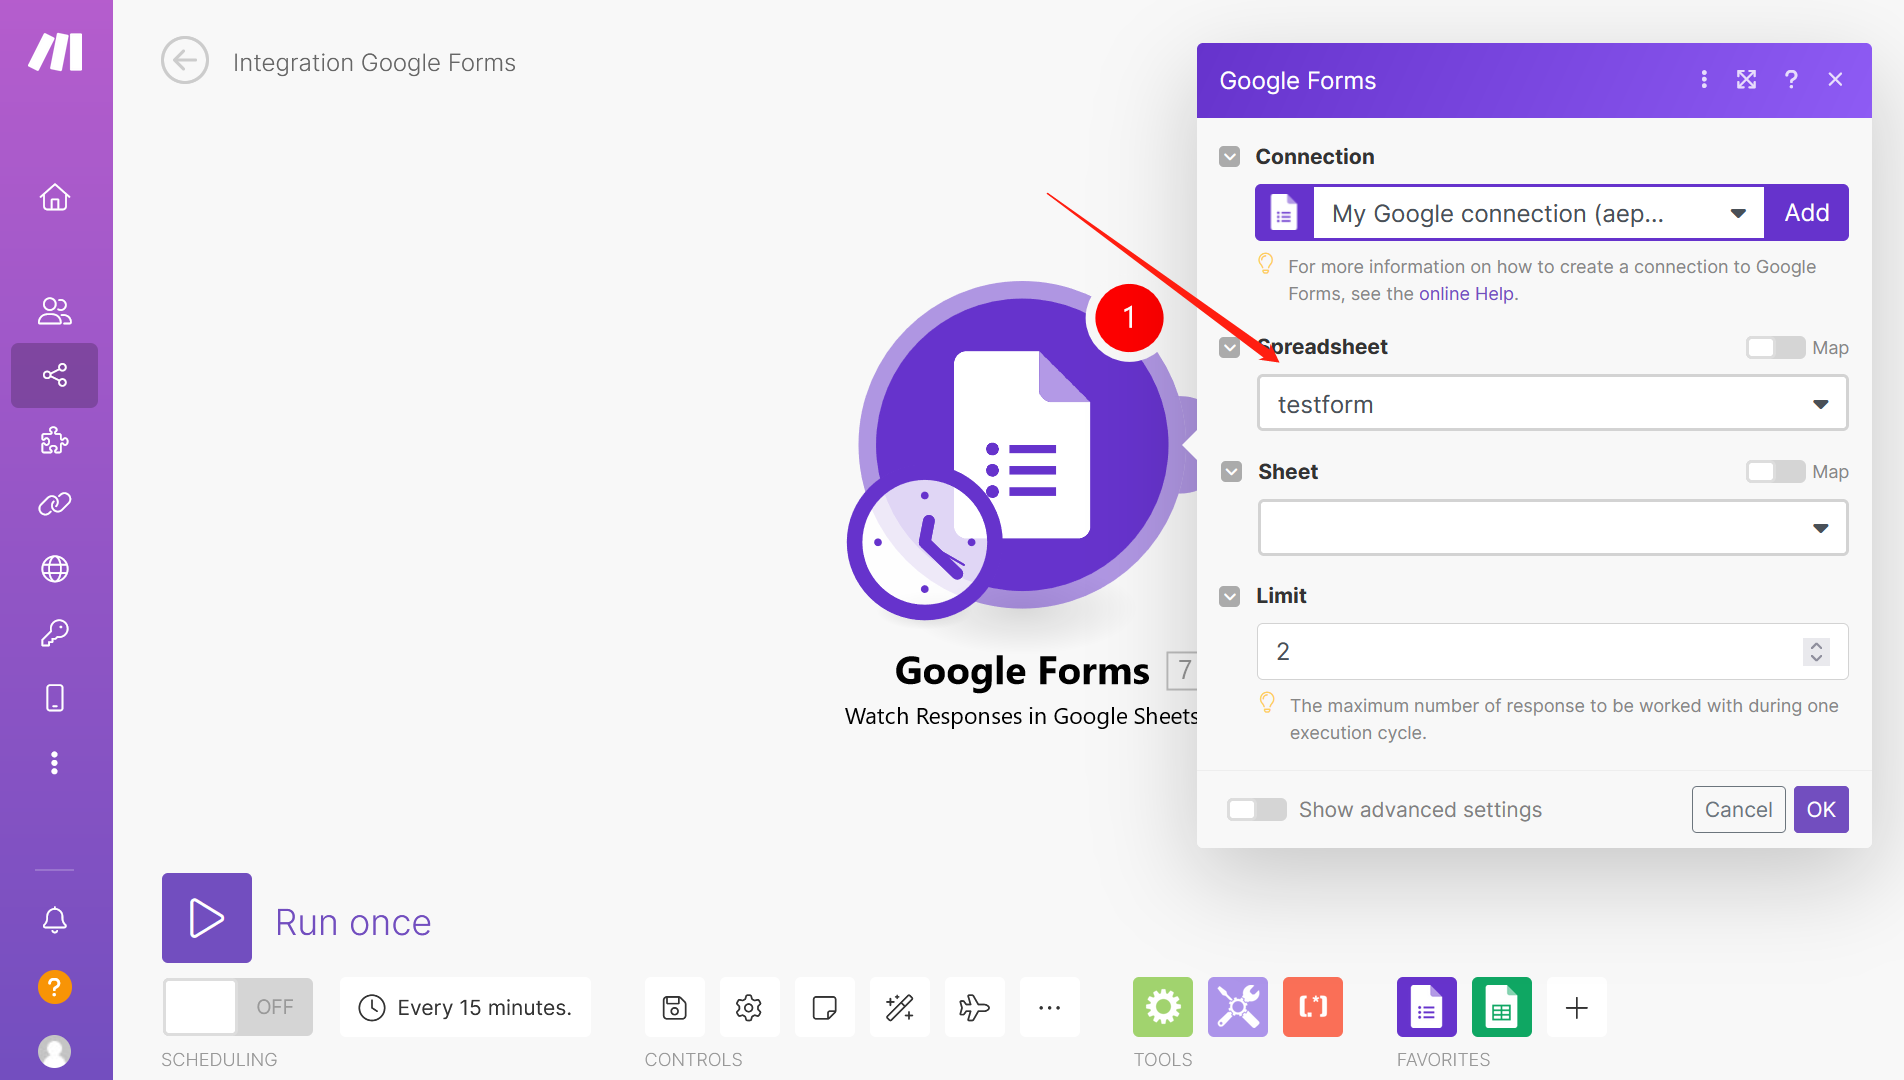 Integration Google Forms
Google Forms
?
Connection
My Google connection (aep...
Add
For more information on how to create a connection to Google
Forms, see the online Help.
1
Spreadsheet
Map
testform
Sheet
Map
Limit
2
The maximum number of response to be worked with during one
execution cycle.
Google Forms
7
Watch Responses in Google Sheets
Show advanced settings
Cancel
OK
Run once
OFF
Every 15 minutes.
?
SCHEDULING
CONTROLS
TOOLS
FAVORITES